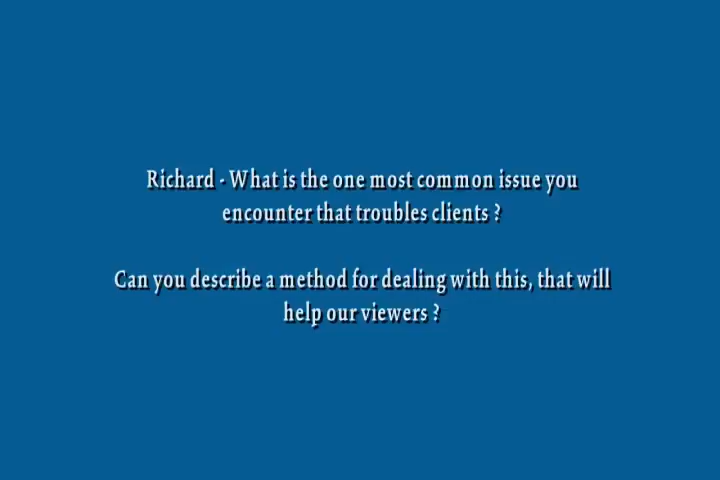 Richard - What is the one most common issue you
encounter that troubles clients ?
Can you describe a method for dealing with this, that will
help our viewers ?